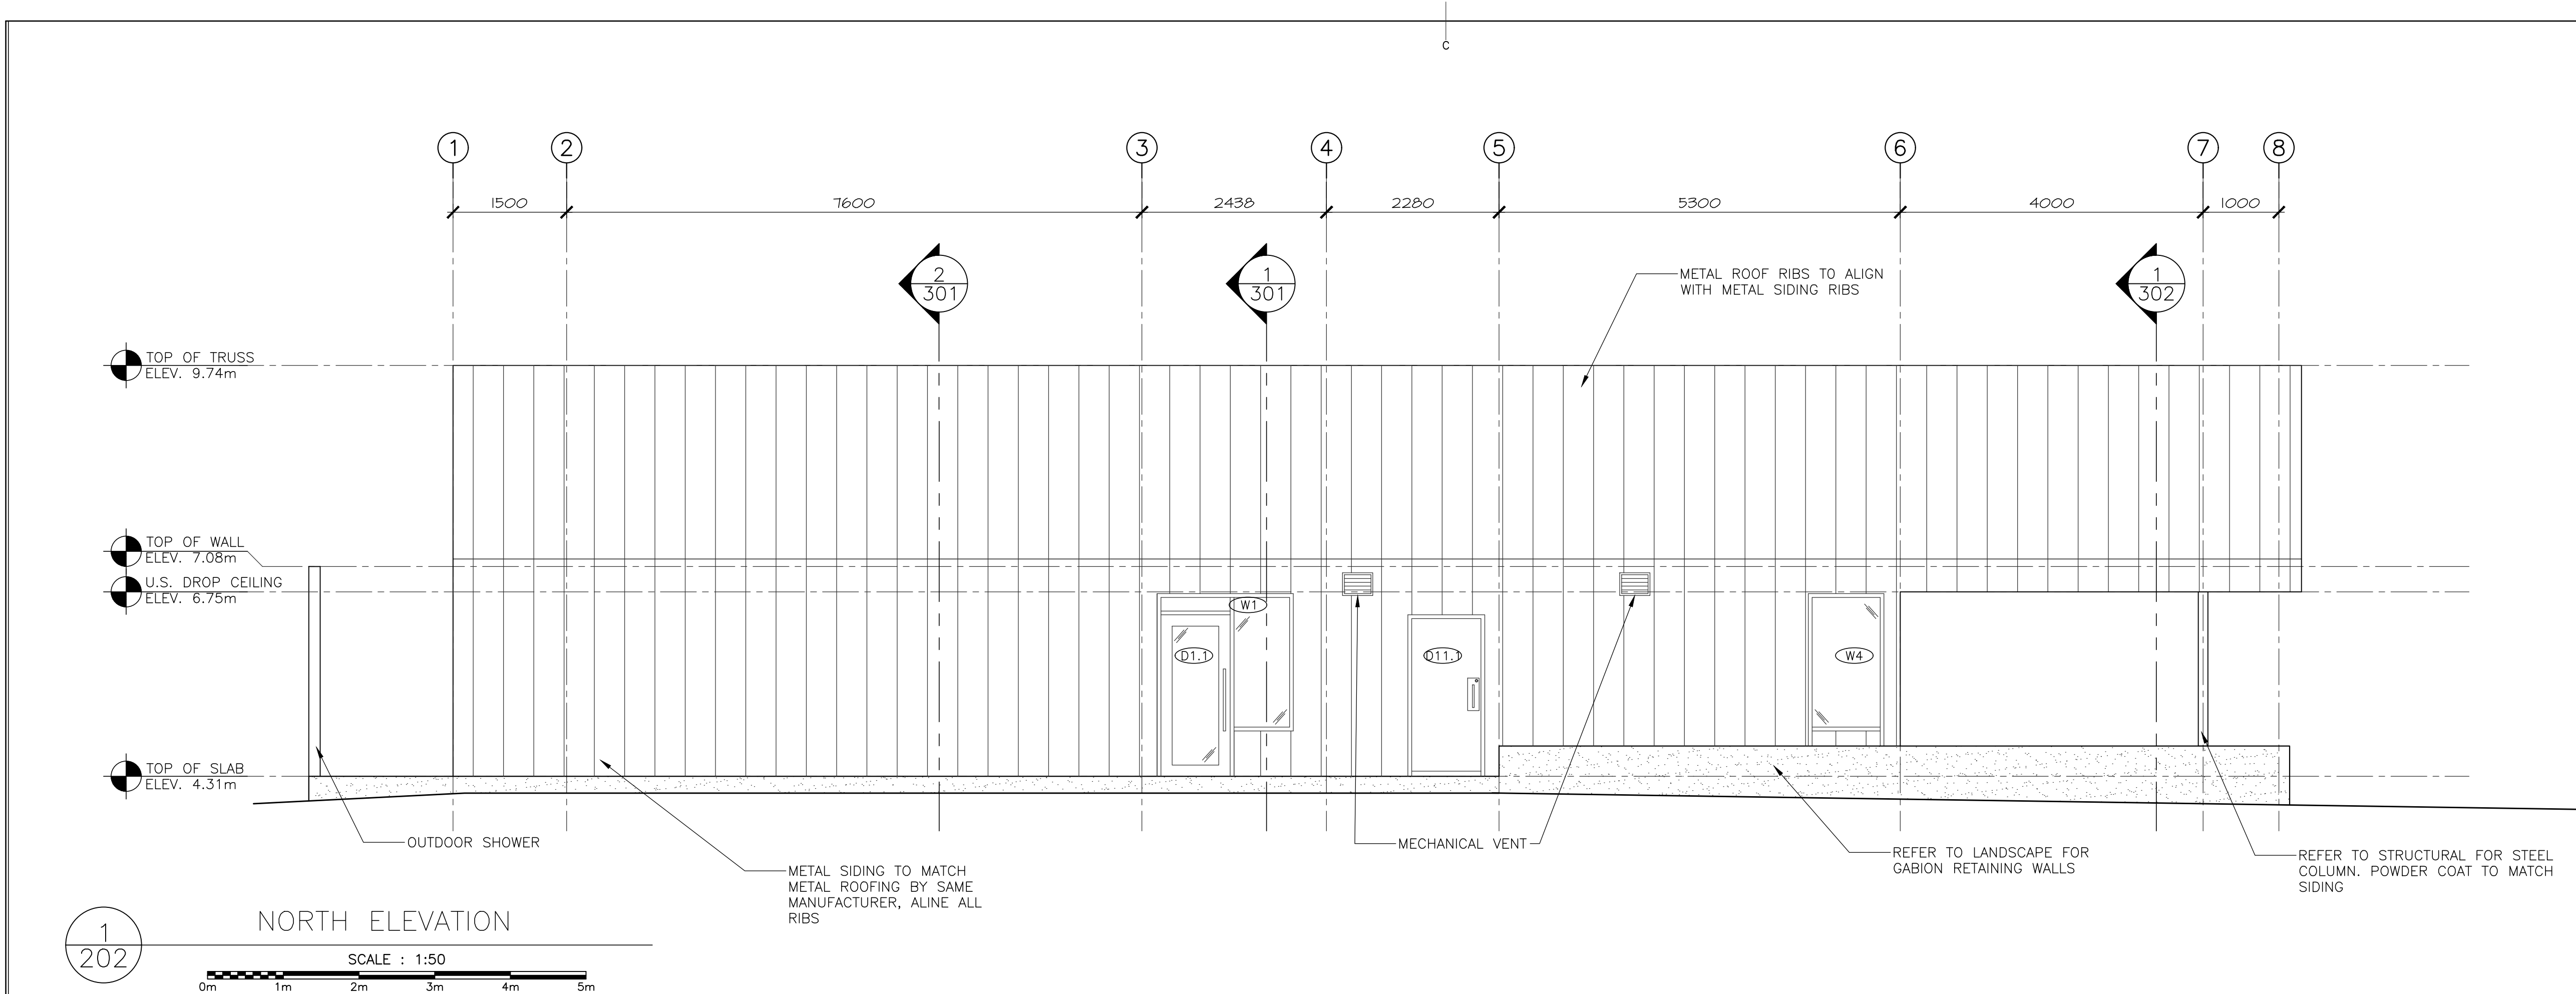 C
1 2 3 4 5 6 7 8
1500 7600 2438 2280 5300 4000 1000
2
301
1
301
METAL ROOF RIBS TO ALIGN
WITH METAL SIDING RIBS
1
302
TOP OF TRUSS
ELEV. 9.74m
TOP OF WALL
ELEV. 7.08m
U.S. DROP CEILING
ELEV. 6.75m
W1
D1.1
D11.1
W4
TOP OF SLAB
ELEV. 4.31m
OUTDOOR SHOWER
MECHANICAL VENT
METAL SIDING TO MATCH
METAL ROOFING BY SAME
MANUFACTURER, ALINE ALL
RIBS
REFER TO LANDSCAPE FOR
GABION RETAINING WALLS
REFER TO STRUCTURAL FOR STEEL
COLUMN. POWDER COAT TO MATCH
SIDING
1
202
NORTH ELEVATION
SCALE : 1:50
0m 1m 2m 3m 4m 5m